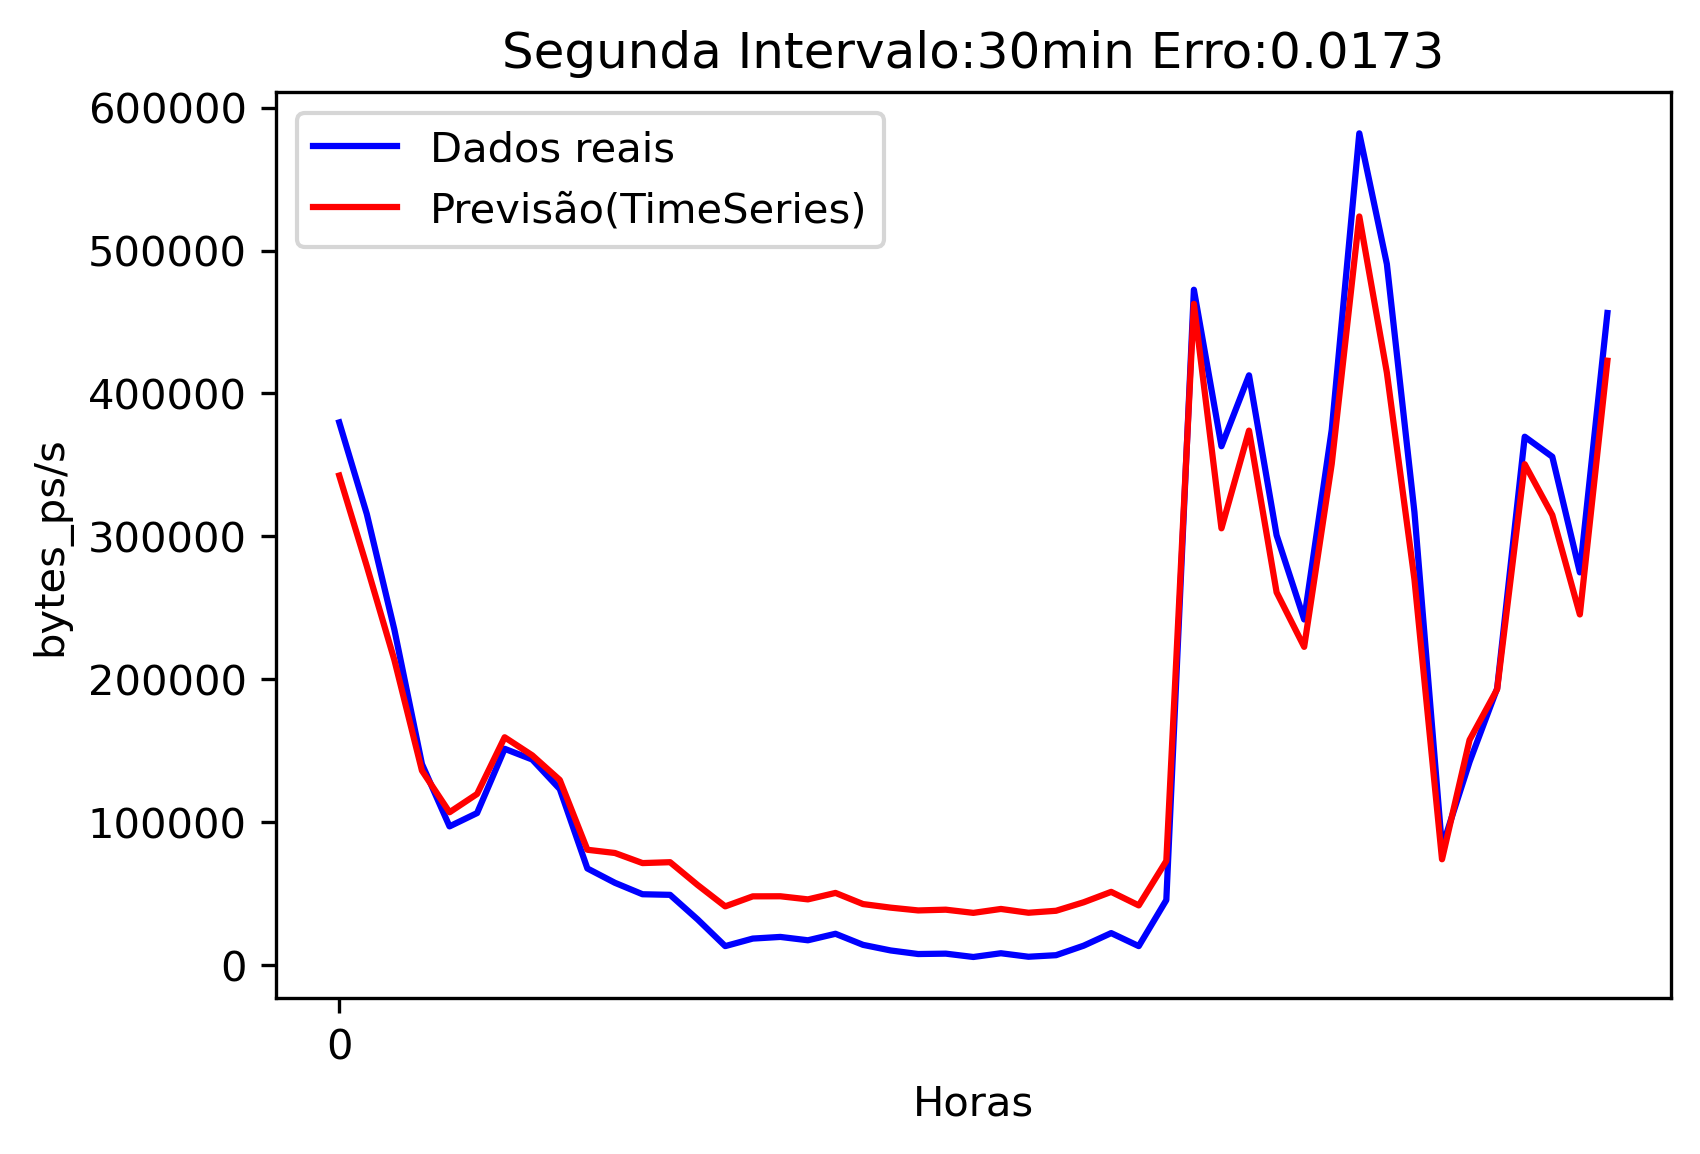 Segunda Intervalo:30min Erro:0.0173
600000
500000
400000
300000
200000
100000
0
bytes_ps/s
Dados reais
Previsão(TimeSeries)
0
Horas